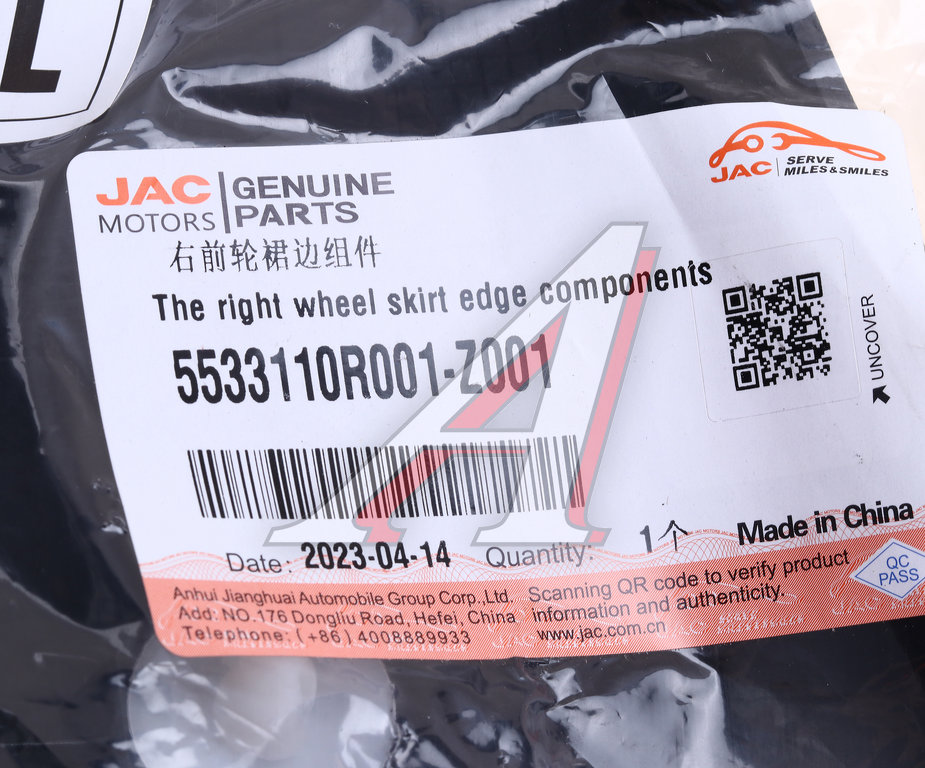 JAC
MOTORS
GENUINE
PARTS
JAC
SERVE
MILES & SMILES
右前轮裙边组件
The right wheel skirt edge components
5533110R001-Z001
UNCOVER
Date: 2023-04-14
Quantity: 1个
Made in China
Anhui Jianghuai Automobile Group Corp.,Ltd.
Add: NO.176 Dongliu Road, Hefei, China
Telephone: (+86) 4008889933
Scanning QR code to verify product
information and authenticity.
www.jac.com.cn
QC
PASS